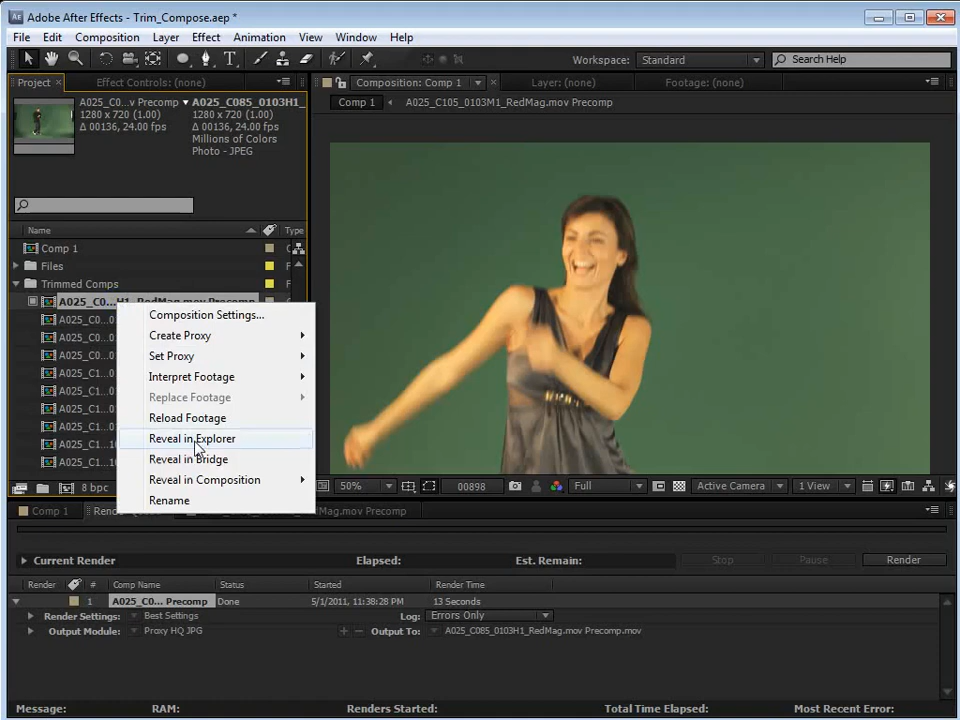 Adobe After Effects - Trim_Compose.aep *
File Edit Composition Layer Effect Animation View Window Help
Workspace: Standard Search Help
Project Effect Controls: (none) Composition: Comp 1 Layer: (none) Footage: (none)
Comp 1 A025_C105_0103M1_RedMag.mov Precomp
A025_C0...v Precomp A025_C085_0103H1_
1280 x 720 (1.00) 1280 x 720 (1.00)
Δ 00136, 24.00 fps Δ 00136, 24.00 fps
Millions of Colors
Photo - JPEG
Name Type
Comp 1
Files
Trimmed Comps
A025_C0...H1_RedMag.mov Precomp
A025_C0...0
A025_C0...0
A025_C0...0
A025_C0...0
A025_C1...
A025_C1...
A025_C1...
A025_C1...10
A025_C1...10
Composition Settings...
Create Proxy
Set Proxy
Interpret Footage
Replace Footage
Reload Footage
Reveal in Explorer
Reveal in Bridge
Reveal in Composition
Rename
8 bpc
50% 00898 Full Active Camera 1 View
Comp 1 Mag.mov Precomp
Current Render Elapsed: Est. Remain: Stop Pause Render
Render # Comp Name Status Started Render Time
1 A025_C0... Precomp Done 5/1/2011, 11:38:28 PM 13 Seconds
Render Settings: Best Settings Log: Errors Only
Output Module: Proxy HQ JPG Output To: A025_C085_0103H1_RedMag.mov Precomp.mov
Message: RAM: Renders Started: Total Time Elapsed: Most Recent Error: